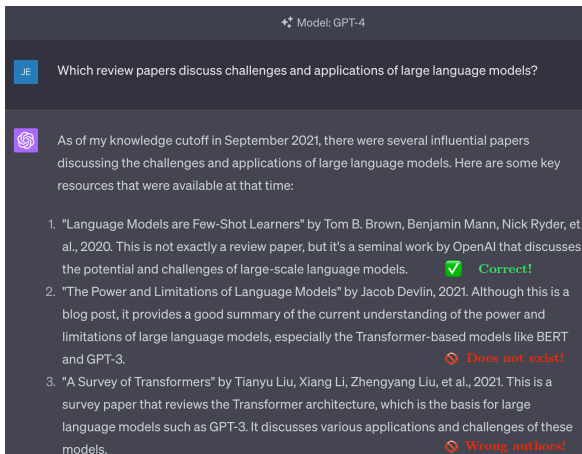 Model: GPT-4
JE
Which review papers discuss challenges and applications of large language models?
As of my knowledge cutoff in September 2021, there were several influential papers
discussing the challenges and applications of large language models. Here are some key
resources that were available at that time:
1. "Language Models are Few-Shot Learners" by Tom B. Brown, Benjamin Mann, Nick Ryder, et
al., 2020. This is not exactly a review paper, but it's a seminal work by OpenAI that discusses
the potential and challenges of large-scale language models. ✅ Correct!
2. "The Power and Limitations of Language Models" by Jacob Devlin, 2021. Although this is a
blog post, it provides a good summary of the current understanding of the power and
limitations of large language models, especially the Transformer-based models like BERT
and GPT-3. 🚫 Does not exist!
3. "A Survey of Transformers" by Tianyu Liu, Xiang Li, Zhengyang Liu, et al., 2021. This is a
survey paper that reviews the Transformer architecture, which is the basis for large
language models such as GPT-3. It discusses various applications and challenges of these
models. 🚫 Wrong authors!